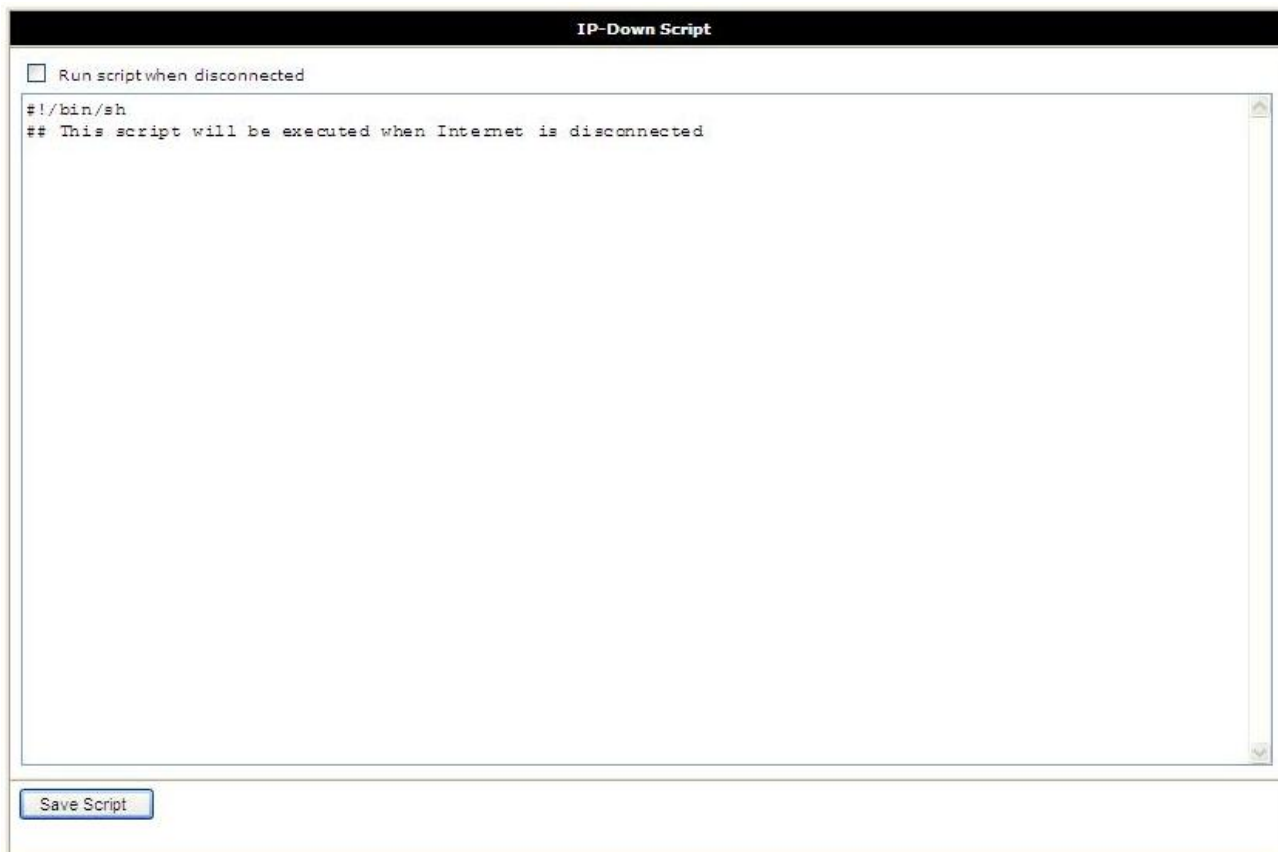 IP-Down Script
Run script when disconnected
#!/bin/sh
## This script will be executed when Internet is disconnected
Save Script